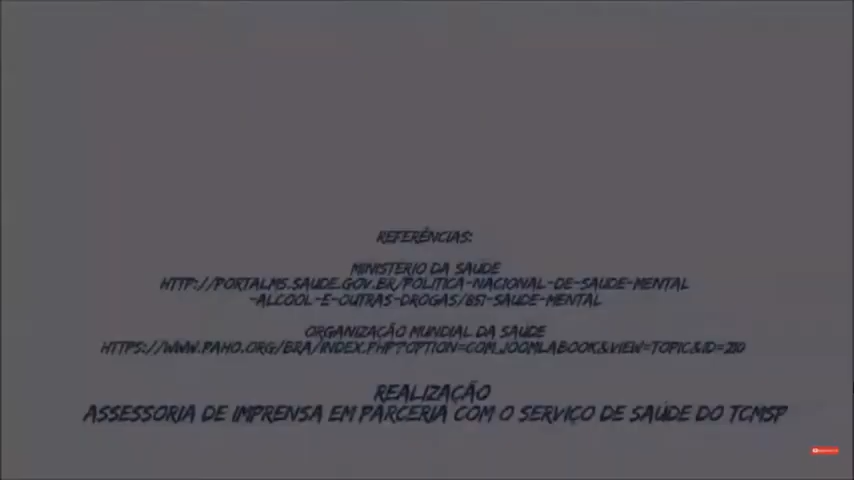 REFERÊNCIAS:
MINISTÉRIO DA SAÚDE
HTTP://PORTALMS.SAUDE.GOV.BR/POLITICA-NACIONAL-DE-SAUDE-MENTAL
-ALCOOL-E-OUTRAS-DROGAS/851-SAUDE-MENTAL
ORGANIZAÇÃO MUNDIAL DA SAÚDE
HTTPS://WWW.PAHO.ORG/BRA/INDEX.PHP?OPTION=COM_JOOMLABOOK&VIEW=TOPIC&ID=210
REALIZAÇÃO
ASSESSORIA DE IMPRENSA EM PARCERIA COM O SERVIÇO DE SAÚDE DO TCMSP